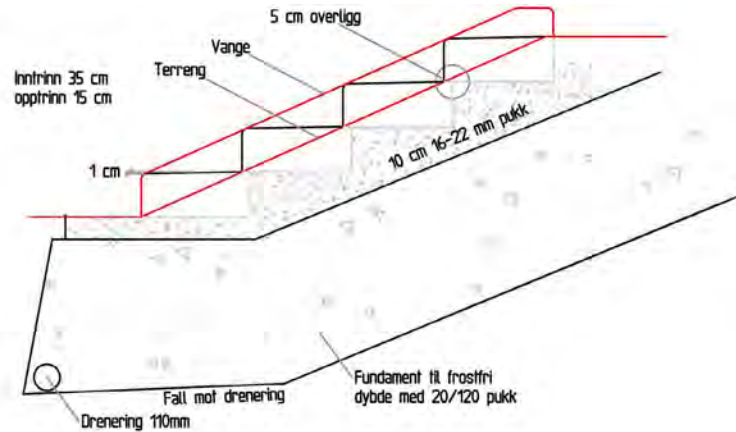 5 cm overligg
Vange
Terreng
Inntrinn 35 cm
opptrinn 15 cm
1 cm
10 cm 16-22 mm pukk
Fall mot drenering
Fundament til frostfri
dybde med 20/120 pukk
Drenering 110mm